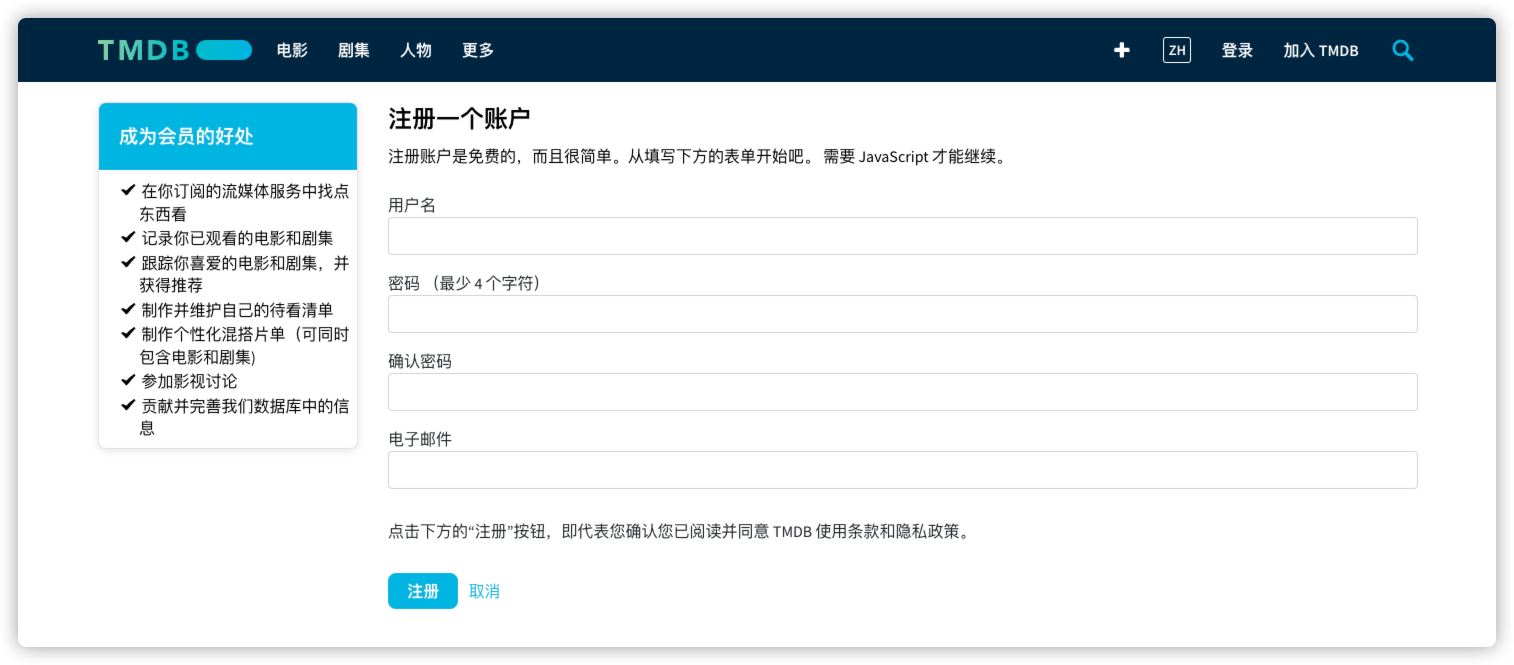 TMDB 电影 剧集 人物 更多 ZH 登录 加入 TMDB
成为会员的好处
在你订阅的流媒体服务中找点
东西看
记录你已观看的电影和剧集
跟踪你喜爱的电影和剧集，并
获得推荐
制作并维护自己的待看清单
制作个性化混搭片单（可同时
包含电影和剧集)
参加影视讨论
贡献并完善我们数据库中的信
息
注册一个账户
注册账户是免费的，而且很简单。从填写下方的表单开始吧。 需要 JavaScript 才能继续。
用户名
密码 （最少 4 个字符）
确认密码
电子邮件
点击下方的“注册”按钮，即代表您确认您已阅读并同意 TMDB 使用条款和隐私政策。
注册 取消